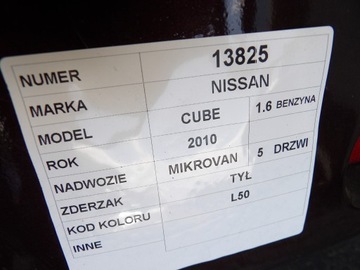 NUMER 13825
MARKA NISSAN
MODEL CUBE 1.6 BENZYNA
ROK 2010
NADWOZIE MIKROVAN 5 DRZWI
ZDERZAK TYŁ
KOD KOLORU L50
INNE